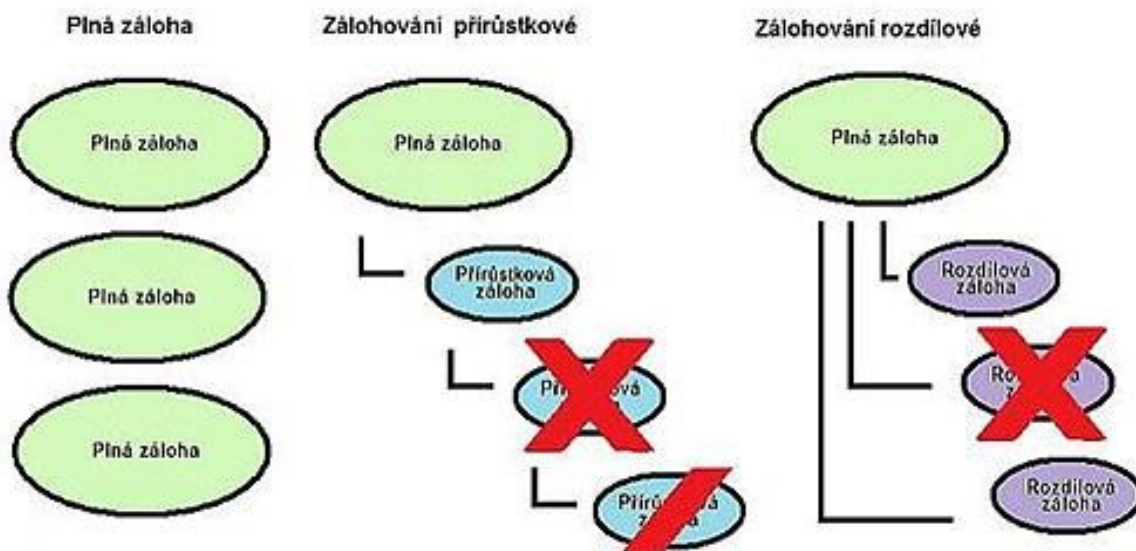 Plná záloha
Zálohování přírůstkové
Zálohování rozdílové
Plná záloha
Plná záloha
Plná záloha
Plná záloha
Přírůstková
záloha
Plná záloha
Rozdílová
záloha
Rozdílová
záloha